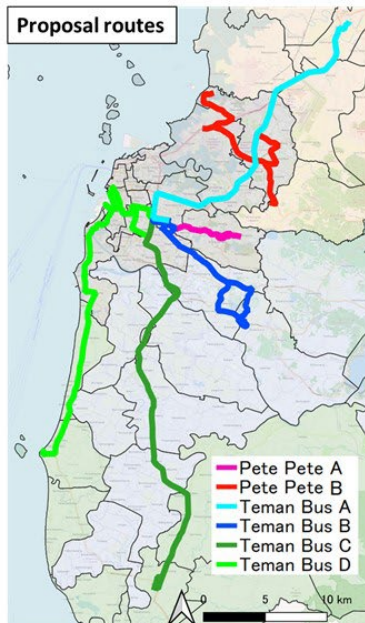 Proposal routes
Pete Pete A
Pete Pete B
Teman Bus A
Teman Bus B
Teman Bus C
Teman Bus D
0 5 10 km